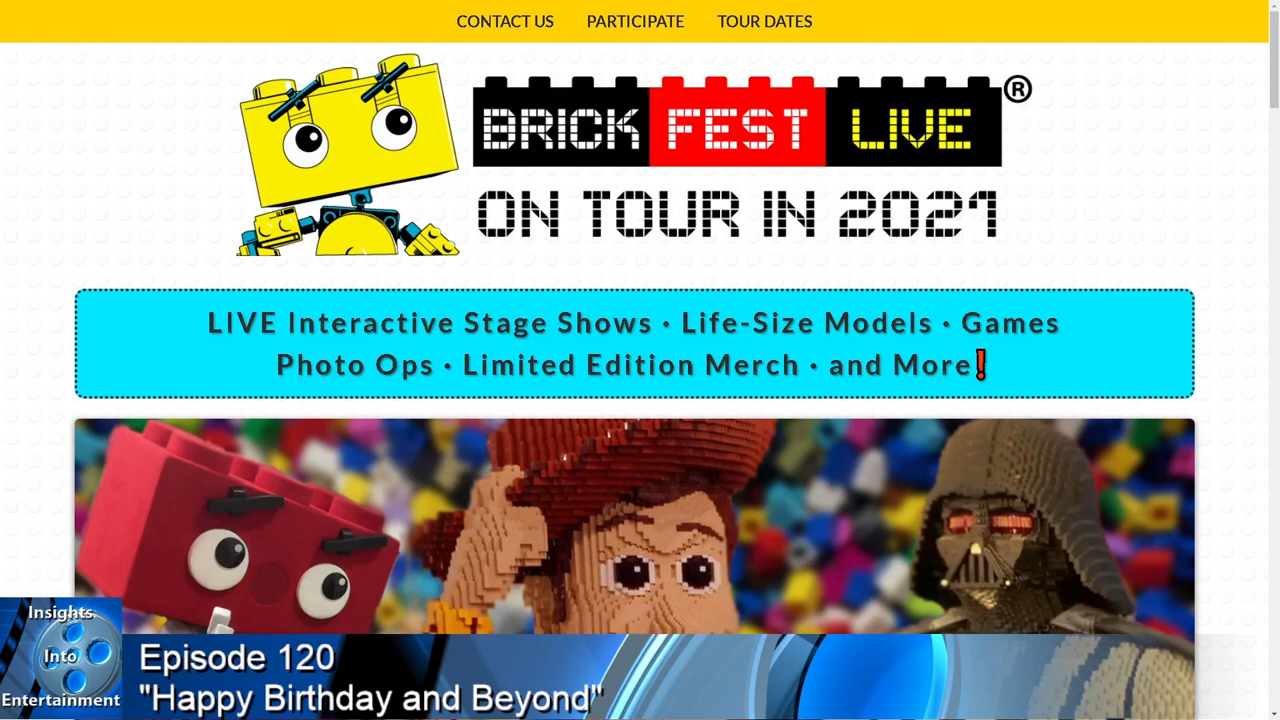 CONTACT US PARTICIPATE TOUR DATES
BRICK FEST LIVE ®
ON TOUR IN 2021
LIVE Interactive Stage Shows · Life-Size Models · Games
Photo Ops · Limited Edition Merch · and More❗
Insights
Into
Entertainment
Episode 120
"Happy Birthday and Beyond"